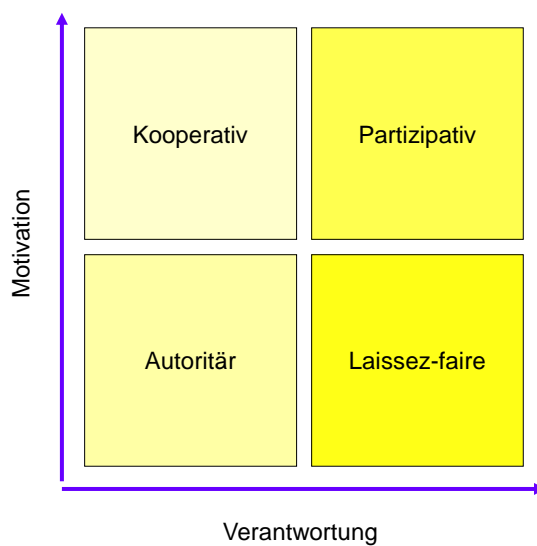 Kooperativ
Partizipativ
Motivation
Autoritär
Laissez-faire
Verantwortung